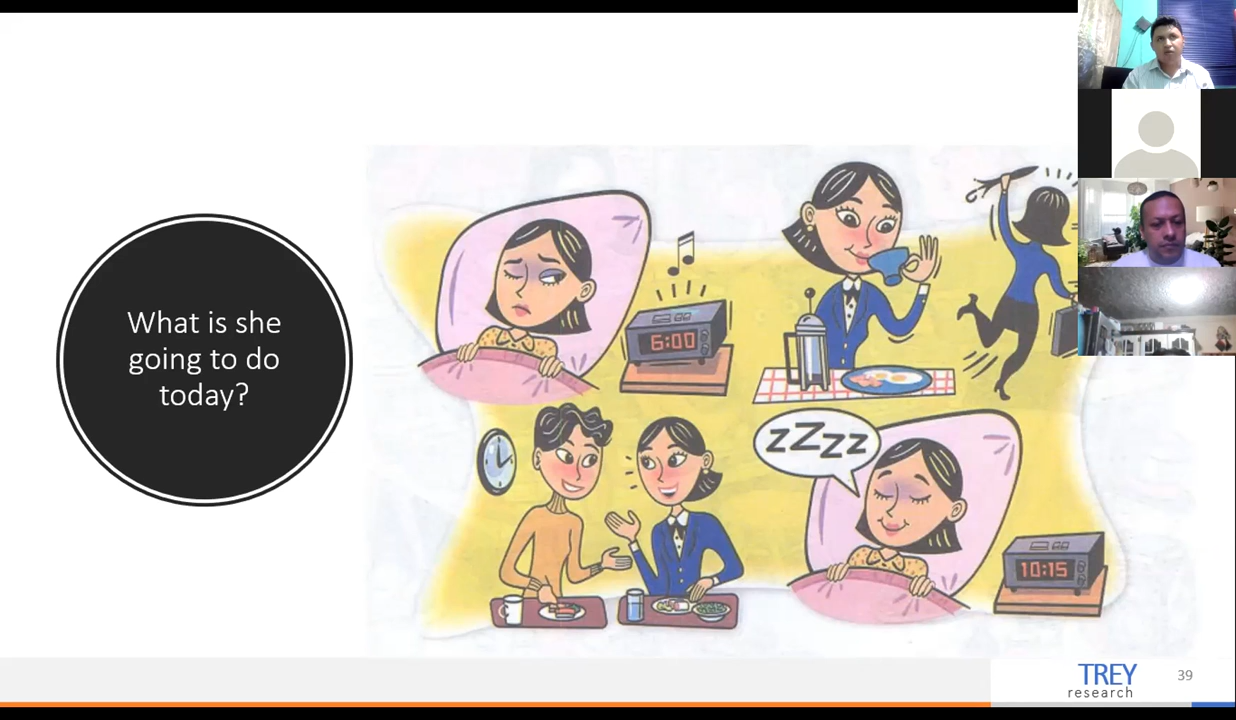 What is she
going to do
today?
6:00
zZzz
10:15
TREY
research
39